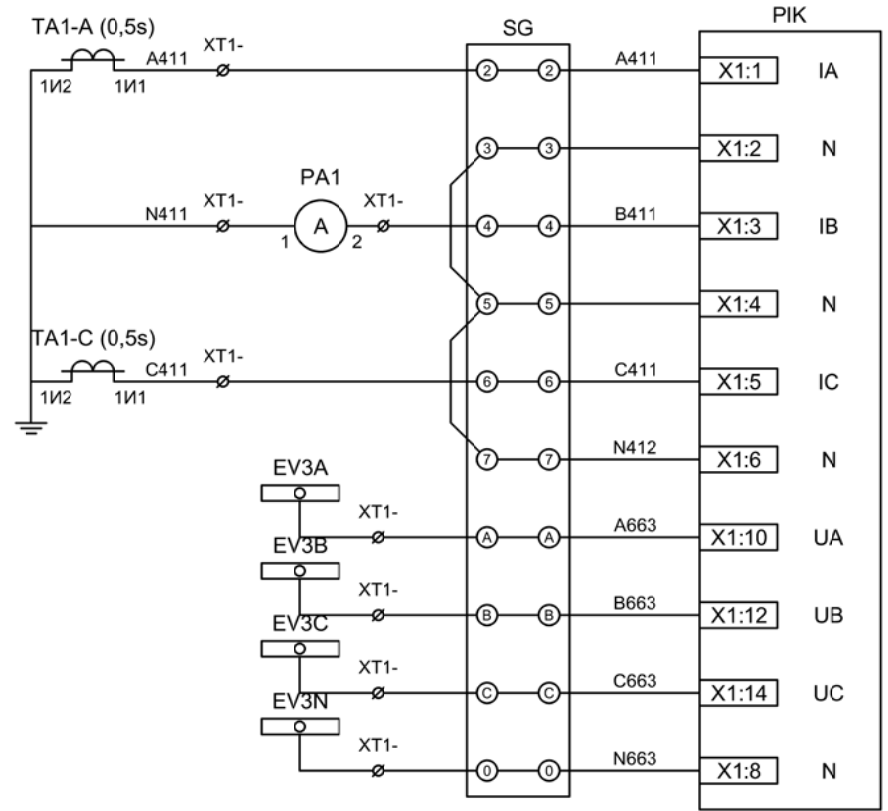 PIK
SG
TA1-A (0,5s)
A411 XT1-
1И2 1И1
2 2 A411 X1:1 IA
3 3 X1:2 N
PA1
N411 XT1- XT1-
1 A 2
4 4 B411 X1:3 IB
5 5 X1:4 N
TA1-C (0,5s)
C411 XT1-
1И2 1И1
6 6 C411 X1:5 IC
7 7 N412 X1:6 N
EV3A
XT1-
A A A663 X1:10 UA
EV3B
XT1-
B B B663 X1:12 UB
EV3C
XT1-
C C C663 X1:14 UC
EV3N
XT1-
0 0 N663 X1:8 N